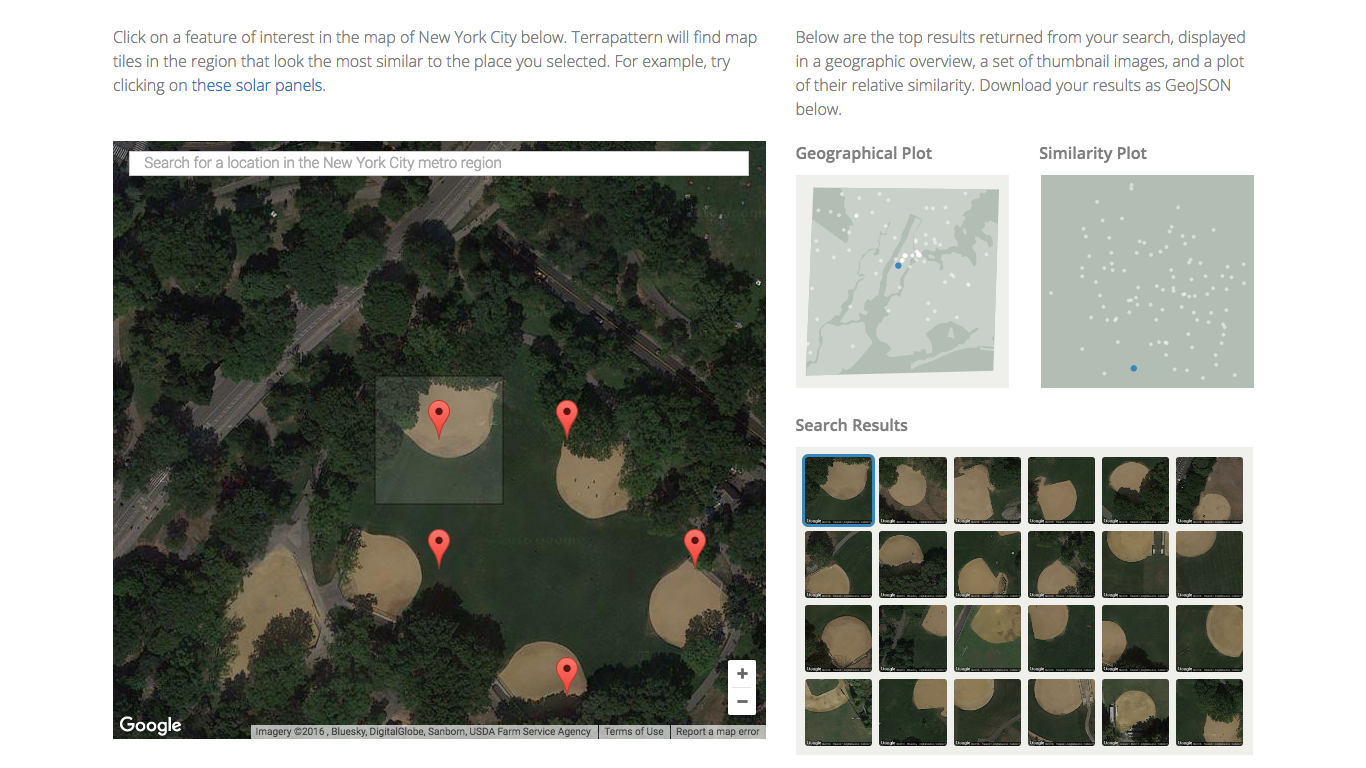 Click on a feature of interest in the map of New York City below. Terrapattern will find map
tiles in the region that look the most similar to the place you selected. For example, try
clicking on these solar panels.
Below are the top results returned from your search, displayed
in a geographic overview, a set of thumbnail images, and a plot
of their relative similarity. Download your results as GeoJSON
below.
Search for a location in the New York City metro region
Geographical Plot
Similarity Plot
Search Results
+
−
Google
Imagery ©2016 , Bluesky, DigitalGlobe, Sanborn, USDA Farm Service Agency
Terms of Use
Report a map error